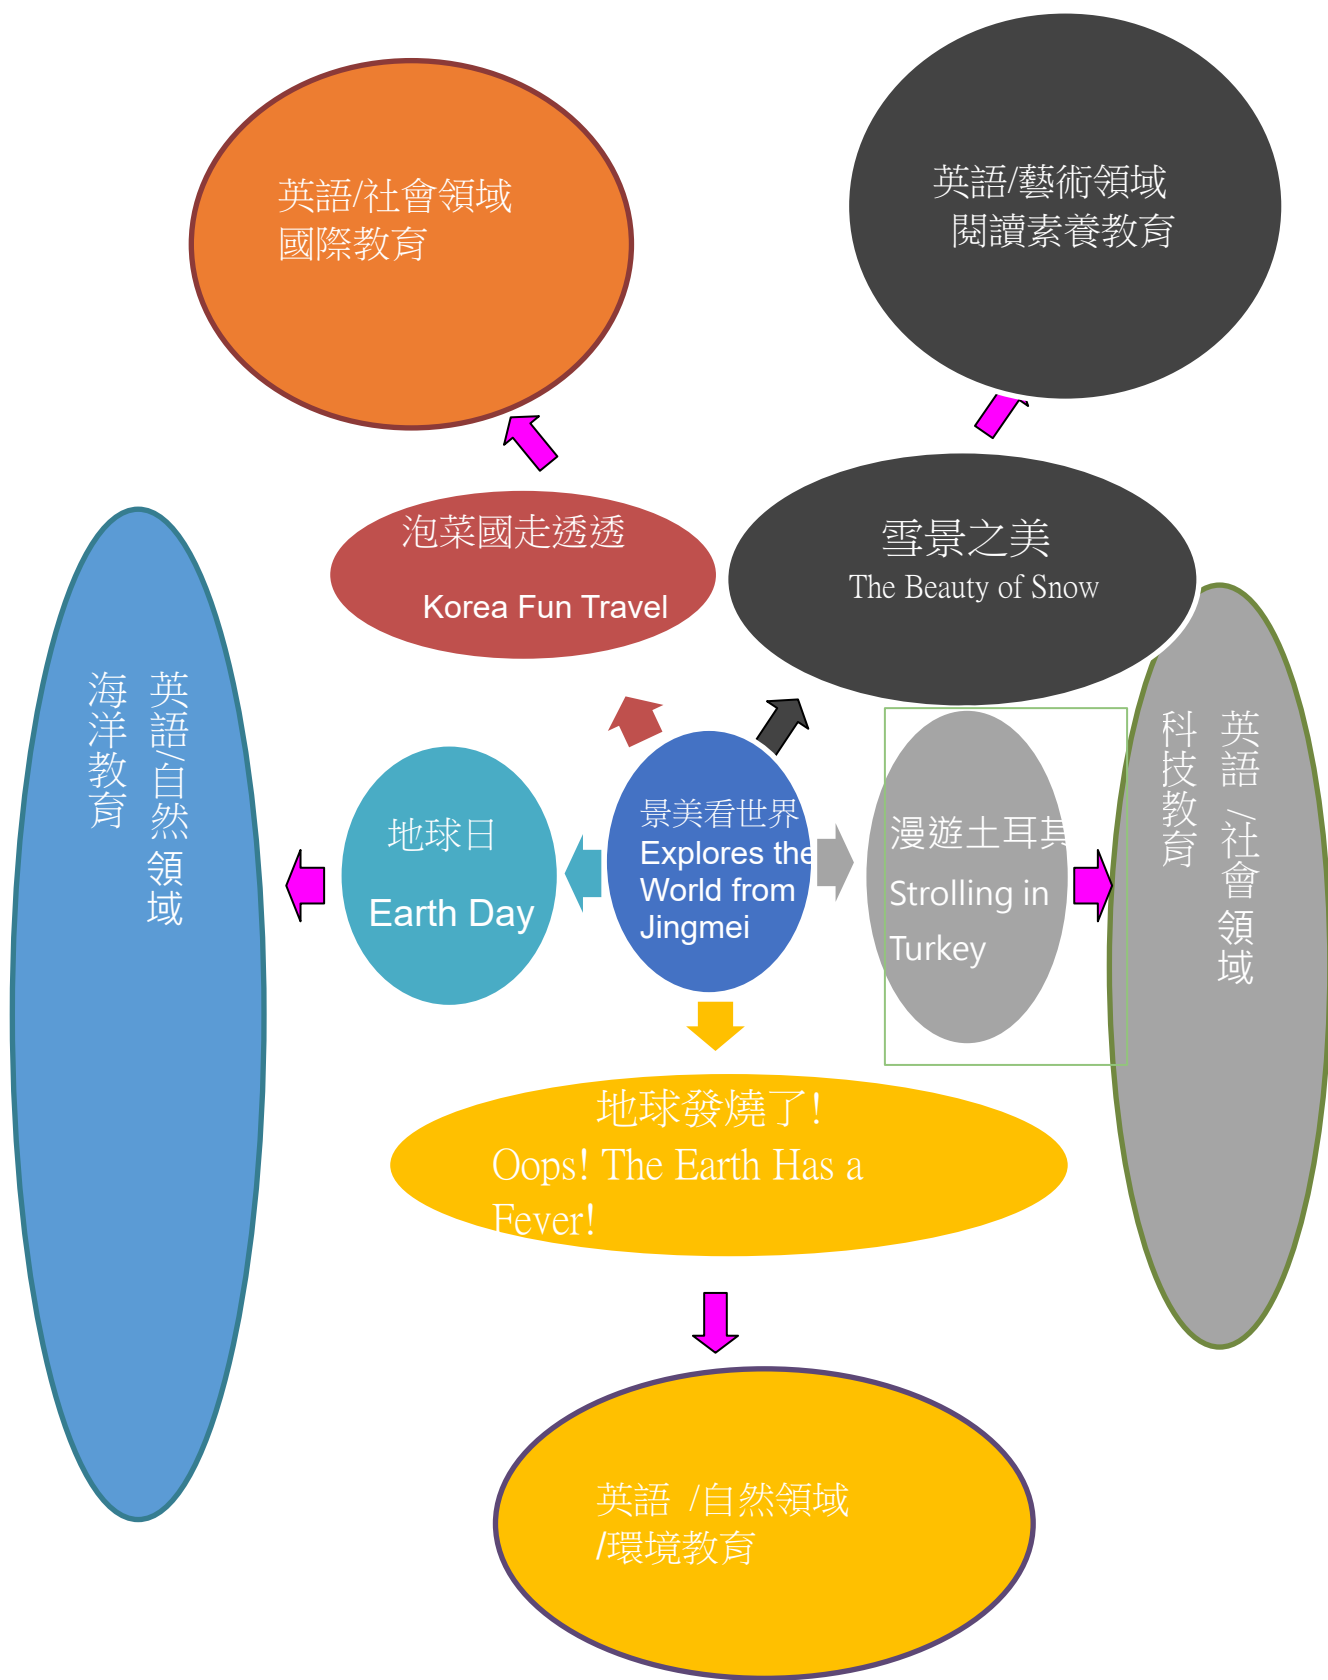 英語/社會領域
國際教育
英語/藝術領域
閱讀素養教育
泡菜國走透透
Korea Fun Travel
雪景之美
The Beauty of Snow
英語/自然領域
海洋教育
地球日
Earth Day
景美看世界
Explores the
World from
Jingmei
漫遊土耳其
Strolling in
Turkey
英語 /社會領域
科技教育
地球發燒了!
Oops! The Earth Has a
Fever!
英語 /自然領域
/環境教育